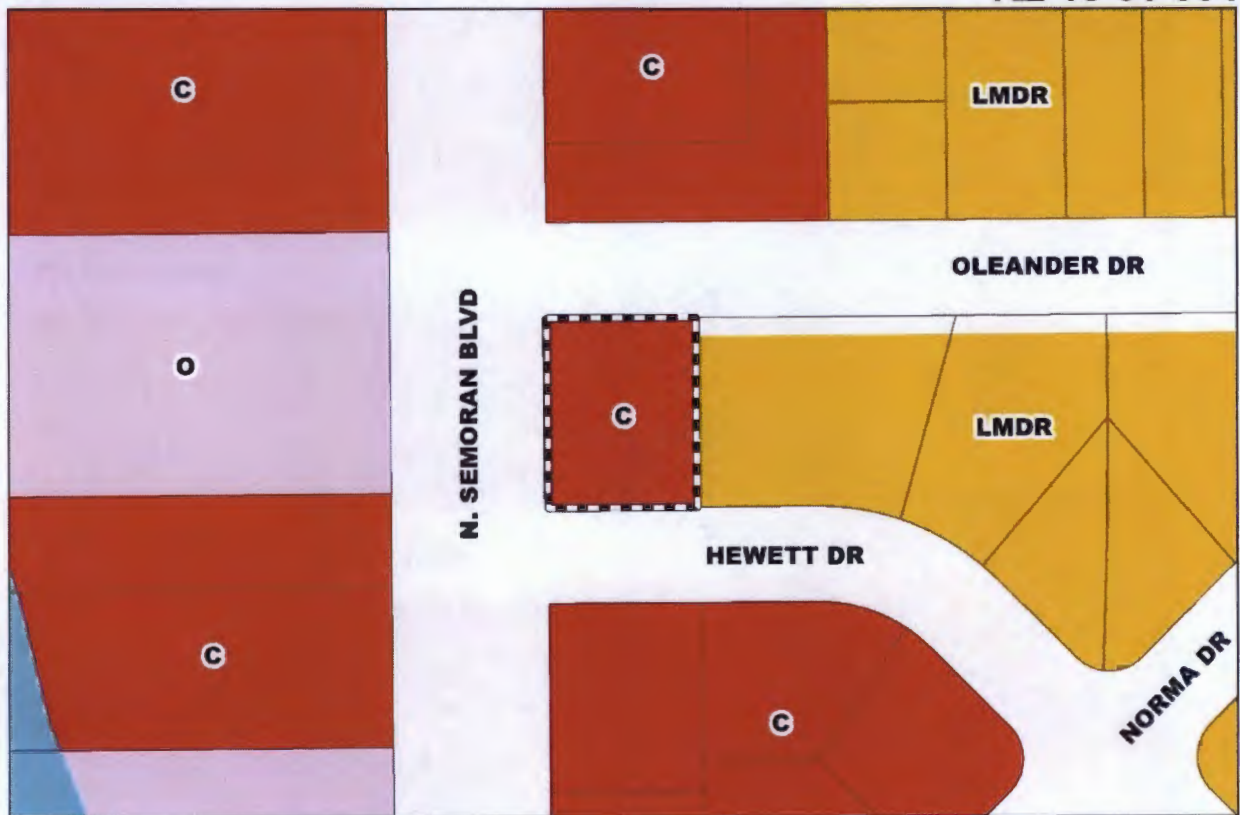 C
C
LMDR
OLEANDER DR
O
N. SEMORAN BLVD
C
LMDR
HEWETT DR
C
C
NORMA DR